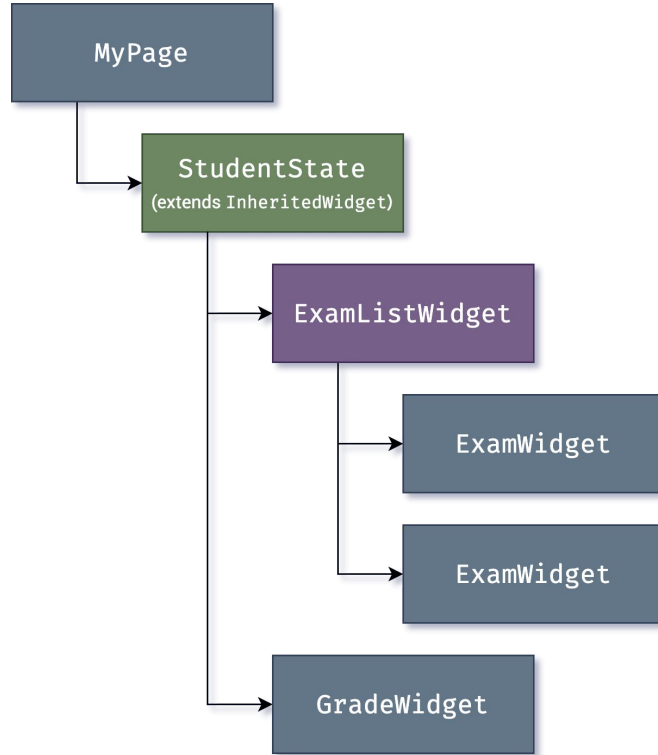 MyPage
StudentState
(extends InheritedWidget)
ExamListWidget
ExamWidget
ExamWidget
GradeWidget